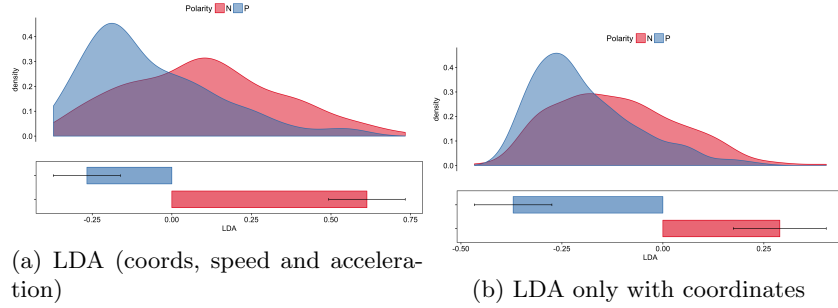 Polarity N P
density
0.4
0.3
0.2
0.1
0.0
-0.25 0.00 0.25 0.50 0.75
LDA
(a) LDA (coords, speed and accelera-
tion)
Polarity N P
density
0.4
0.3
0.2
0.1
0.0
-0.50 -0.25 0.00 0.25
LDA
(b) LDA only with coordinates